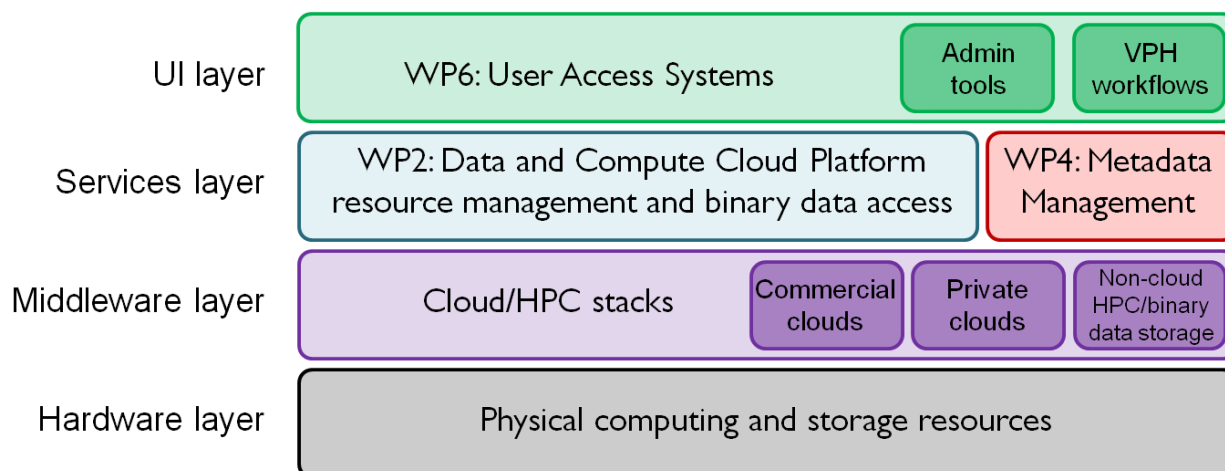 UI layer
WP6: User Access Systems
Admin
tools
VPH
workflows
Services layer
WP2: Data and Compute Cloud Platform
resource management and binary data access
WP4: Metadata
Management
Middleware layer
Cloud/HPC stacks
Commercial
clouds
Private
clouds
Non-cloud
HPC/binary
data storage
Hardware layer
Physical computing and storage resources